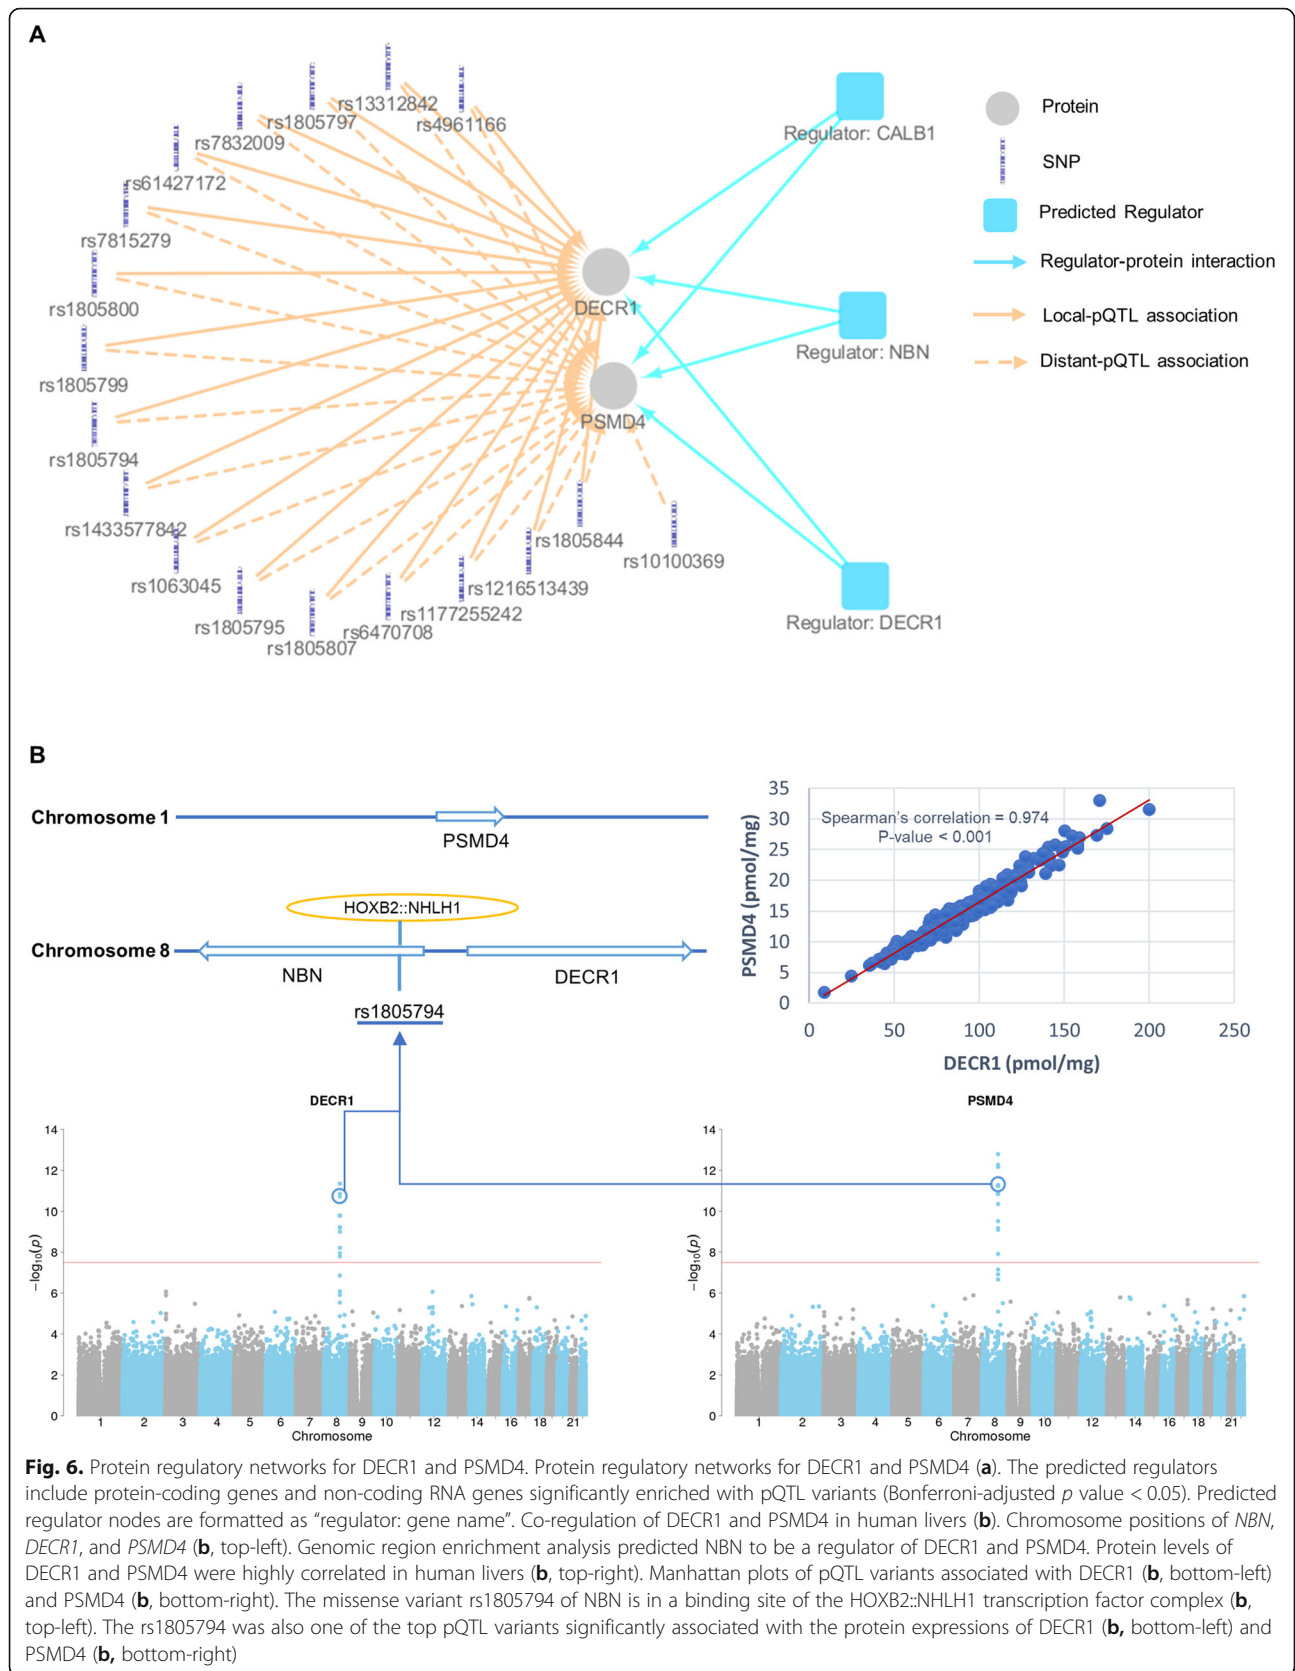 A
rs13312842
rs1805797
rs4961166
rs7832009
rs61427172
rs7815279
rs1805800
rs1805799
rs1805794
rs1433577842
rs1063045
rs1805795
rs1805807
rs6470708
rs1177255242
rs1216513439
rs1805844
rs10100369
DECR1
PSMD4
Regulator: CALB1
Regulator: NBN
Regulator: DECR1
Protein
SNP
Predicted Regulator
Regulator-protein interaction
Local-pQTL association
Distant-pQTL association
B
Chromosome 1
PSMD4
HOXB2::NHLH1
Chromosome 8
NBN
DECR1
rs1805794
PSMD4 (pmol/mg)
35
30
25
20
15
10
5
0
Spearman's correlation = 0.974
P-value < 0.001
0 50 100 150 200 250
DECR1 (pmol/mg)
DECR1
−log10(p)
14
12
10
8
6
4
2
0
1 2 3 4 5 6 7 8 9 10 12 14 16 18 21
Chromosome
PSMD4
−log10(p)
14
12
10
8
6
4
2
0
1 2 3 4 5 6 7 8 9 10 12 14 16 18 21
Chromosome
Fig. 6. Protein regulatory networks for DECR1 and PSMD4. Protein regulatory networks for DECR1 and PSMD4 (a). The predicted regulators
include protein-coding genes and non-coding RNA genes significantly enriched with pQTL variants (Bonferroni-adjusted p value < 0.05). Predicted
regulator nodes are formatted as “regulator: gene name”. Co-regulation of DECR1 and PSMD4 in human livers (b). Chromosome positions of NBN,
DECR1, and PSMD4 (b, top-left). Genomic region enrichment analysis predicted NBN to be a regulator of DECR1 and PSMD4. Protein levels of
DECR1 and PSMD4 were highly correlated in human livers (b, top-right). Manhattan plots of pQTL variants associated with DECR1 (b, bottom-left)
and PSMD4 (b, bottom-right). The missense variant rs1805794 of NBN is in a binding site of the HOXB2::NHLH1 transcription factor complex (b,
top-left). The rs1805794 was also one of the top pQTL variants significantly associated with the protein expressions of DECR1 (b, bottom-left) and
PSMD4 (b, bottom-right)